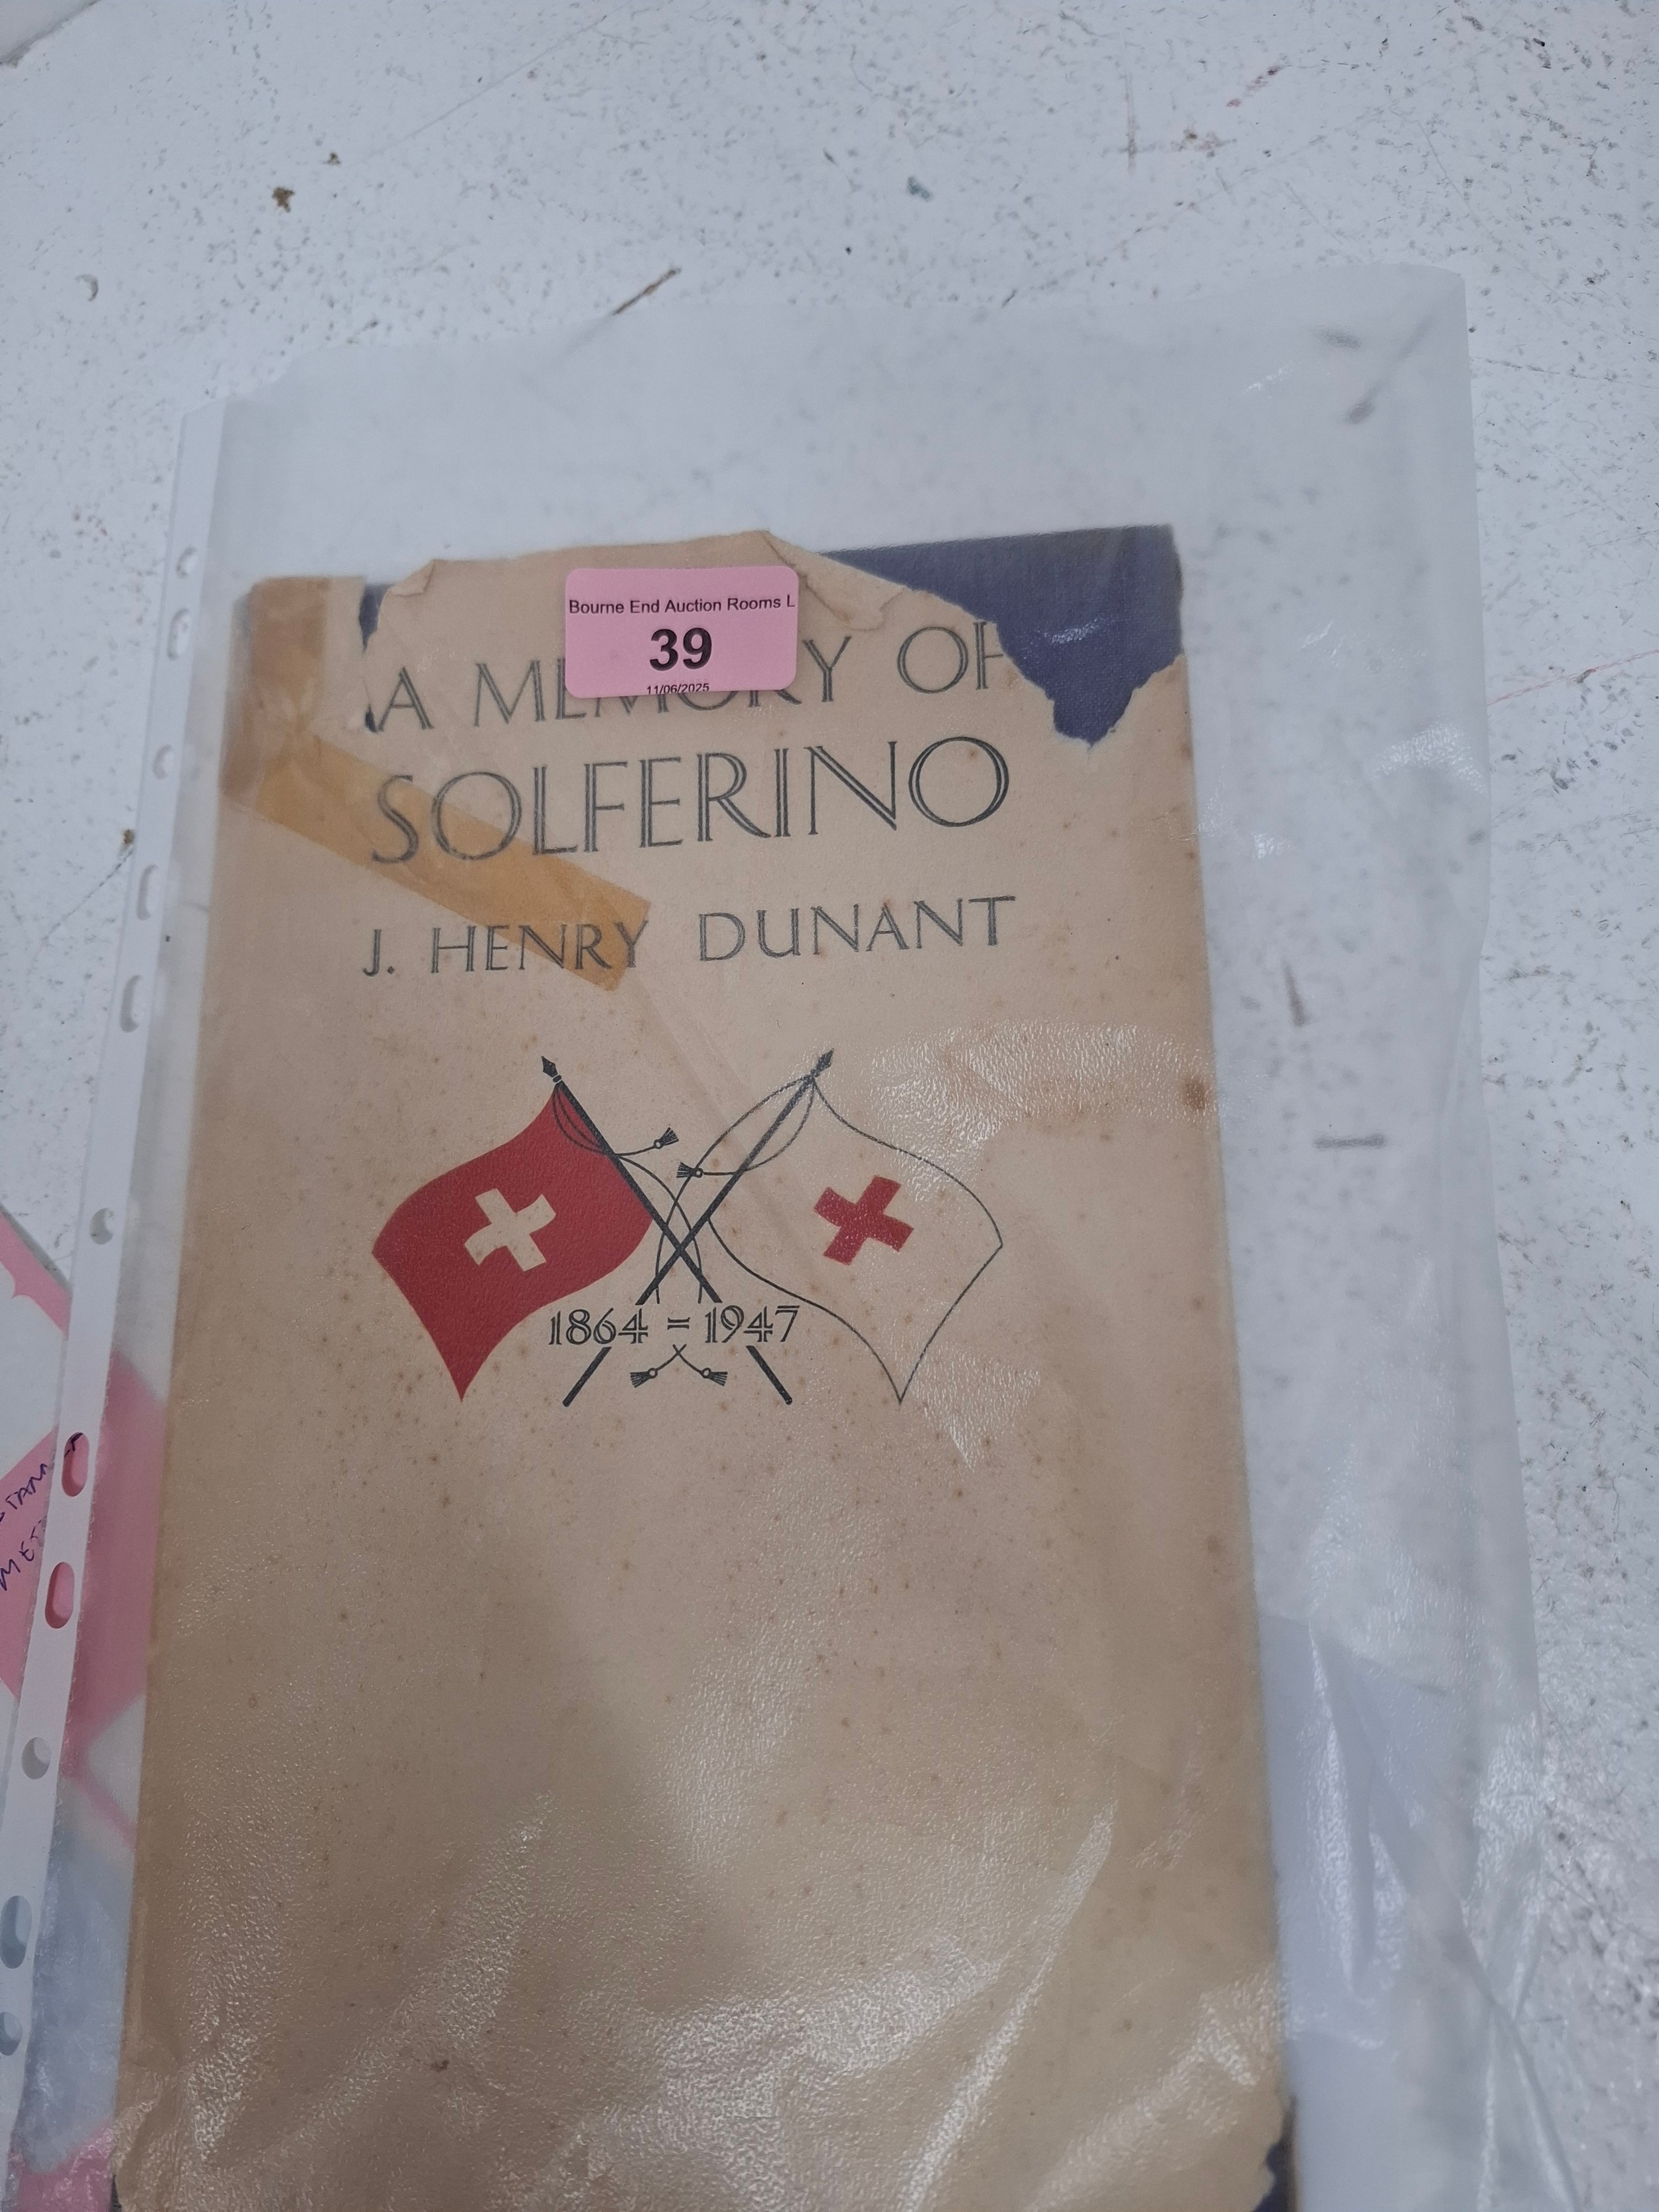 Bourne End Auction Rooms L
39
11/06/2025
A MEMORY OF
SOLFERINO
J. HENRY DUNANT
1864 = 1947